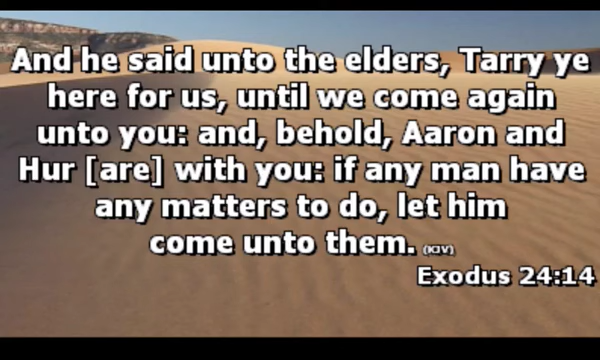 And he said unto the elders, Tarry ye
here for us, until we come again
unto you: and, behold, Aaron and
Hur [are] with you: if any man have
any matters to do, let him
come unto them. (KJV)
Exodus 24:14